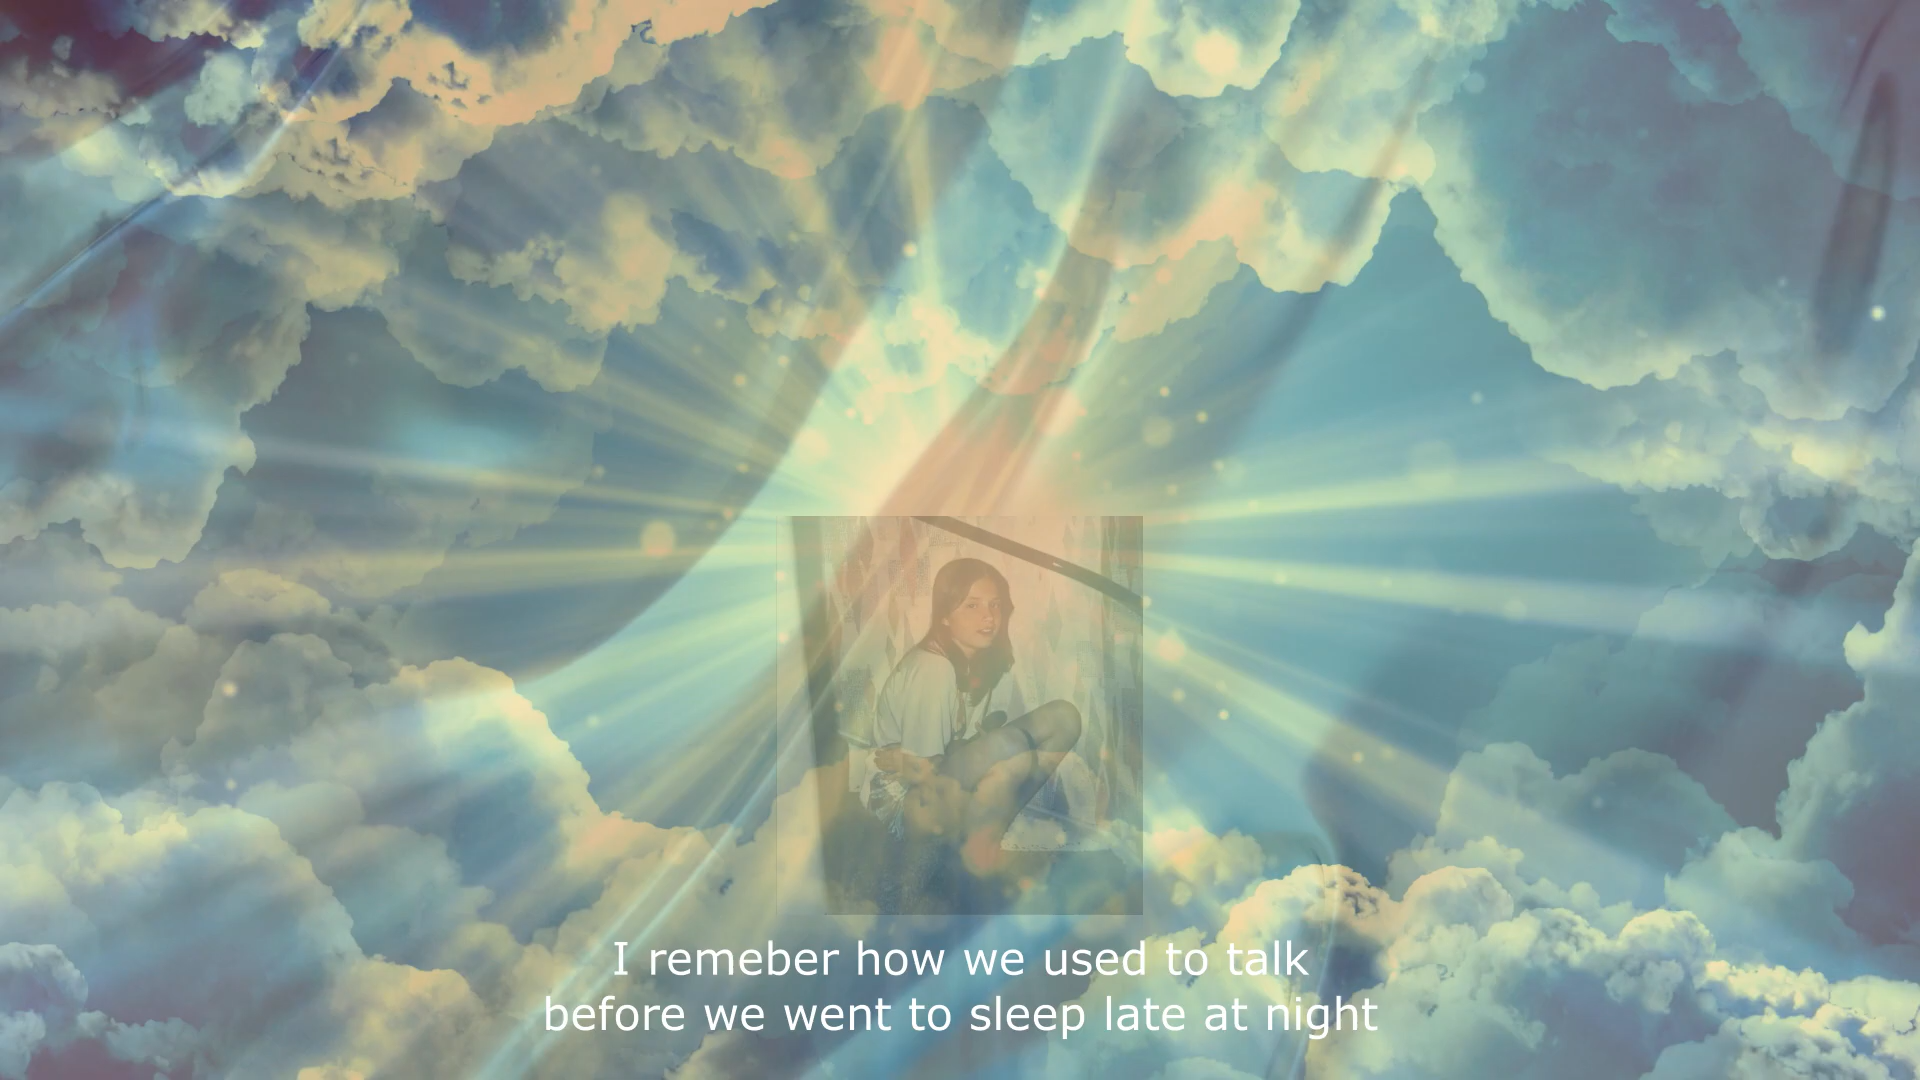 I remeber how we used to talk
before we went to sleep late at night